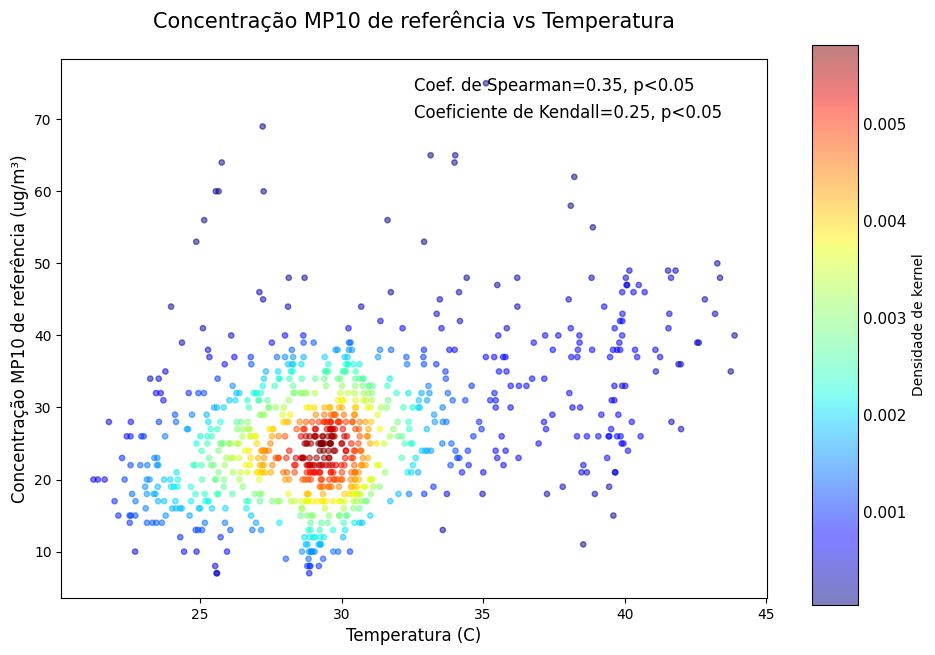 Concentração MP10 de referência vs Temperatura
Coef. de Spearman=0.35, p<0.05
Coeficiente de Kendall=0.25, p<0.05
Concentração MP10 de referência (ug/m³)
70
60
50
40
30
20
10
25
30
35
40
45
Temperatura (C)
0.005
0.004
0.003
0.002
0.001
Densidade de kernel